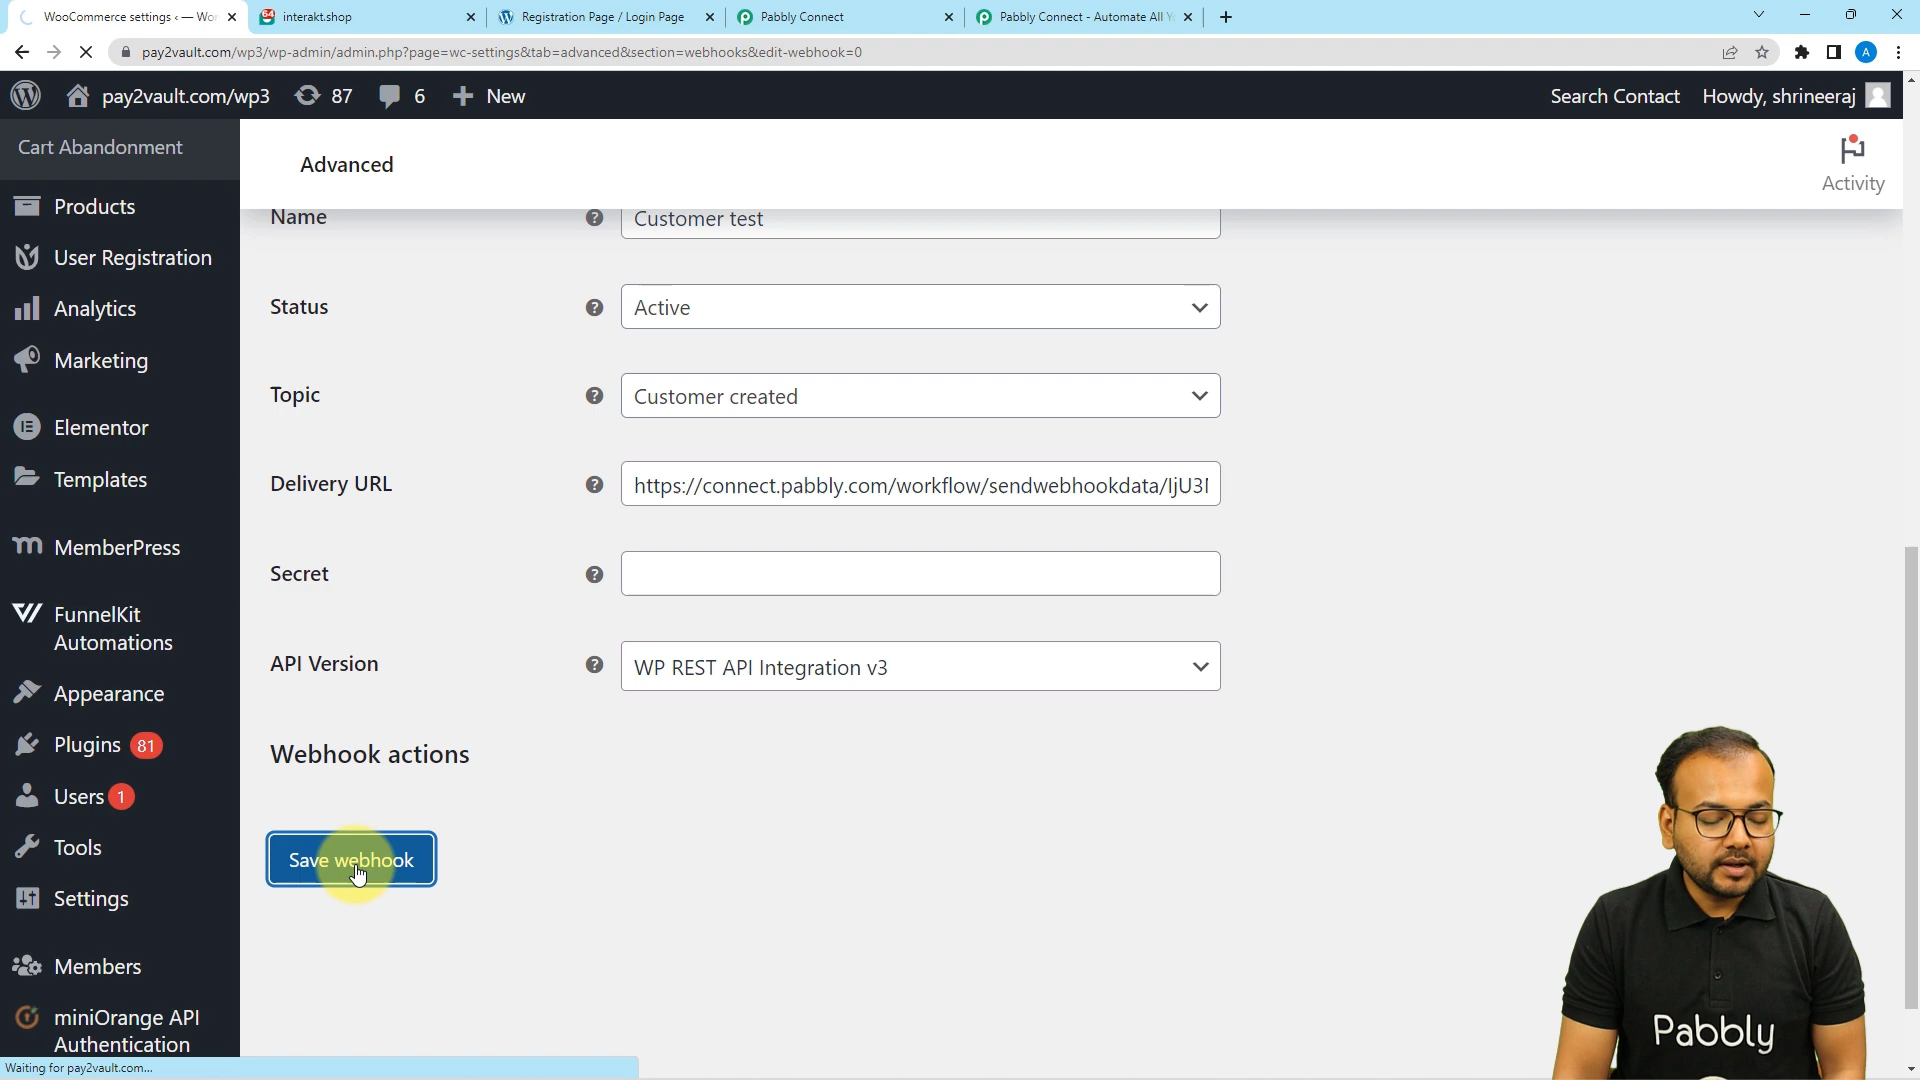 WooCommerce settings ‹ — Wor
interakt.shop
Registration Page / Login Page
Pabbly Connect
Pabbly Connect - Automate All Y
pay2vault.com/wp3/wp-admin/admin.php?page=wc-settings&tab=advanced&section=webhooks&edit-webhook=0
A
pay2vault.com/wp3
87
6
New
Search Contact
Howdy, shrineeraj
Cart Abandonment
Advanced
Activity
Products
User Registration
Analytics
Marketing
Elementor
Templates
MemberPress
FunnelKit
Automations
Appearance
Plugins 81
Users 1
Tools
Settings
Members
miniOrange API
Authentication
Name
Customer test
Status
Active
Topic
Customer created
Delivery URL
https://connect.pabbly.com/workflow/sendwebhookdata/IjU3I
Secret
API Version
WP REST API Integration v3
Webhook actions
Save webhook
Pabbly
Waiting for pay2vault.com...